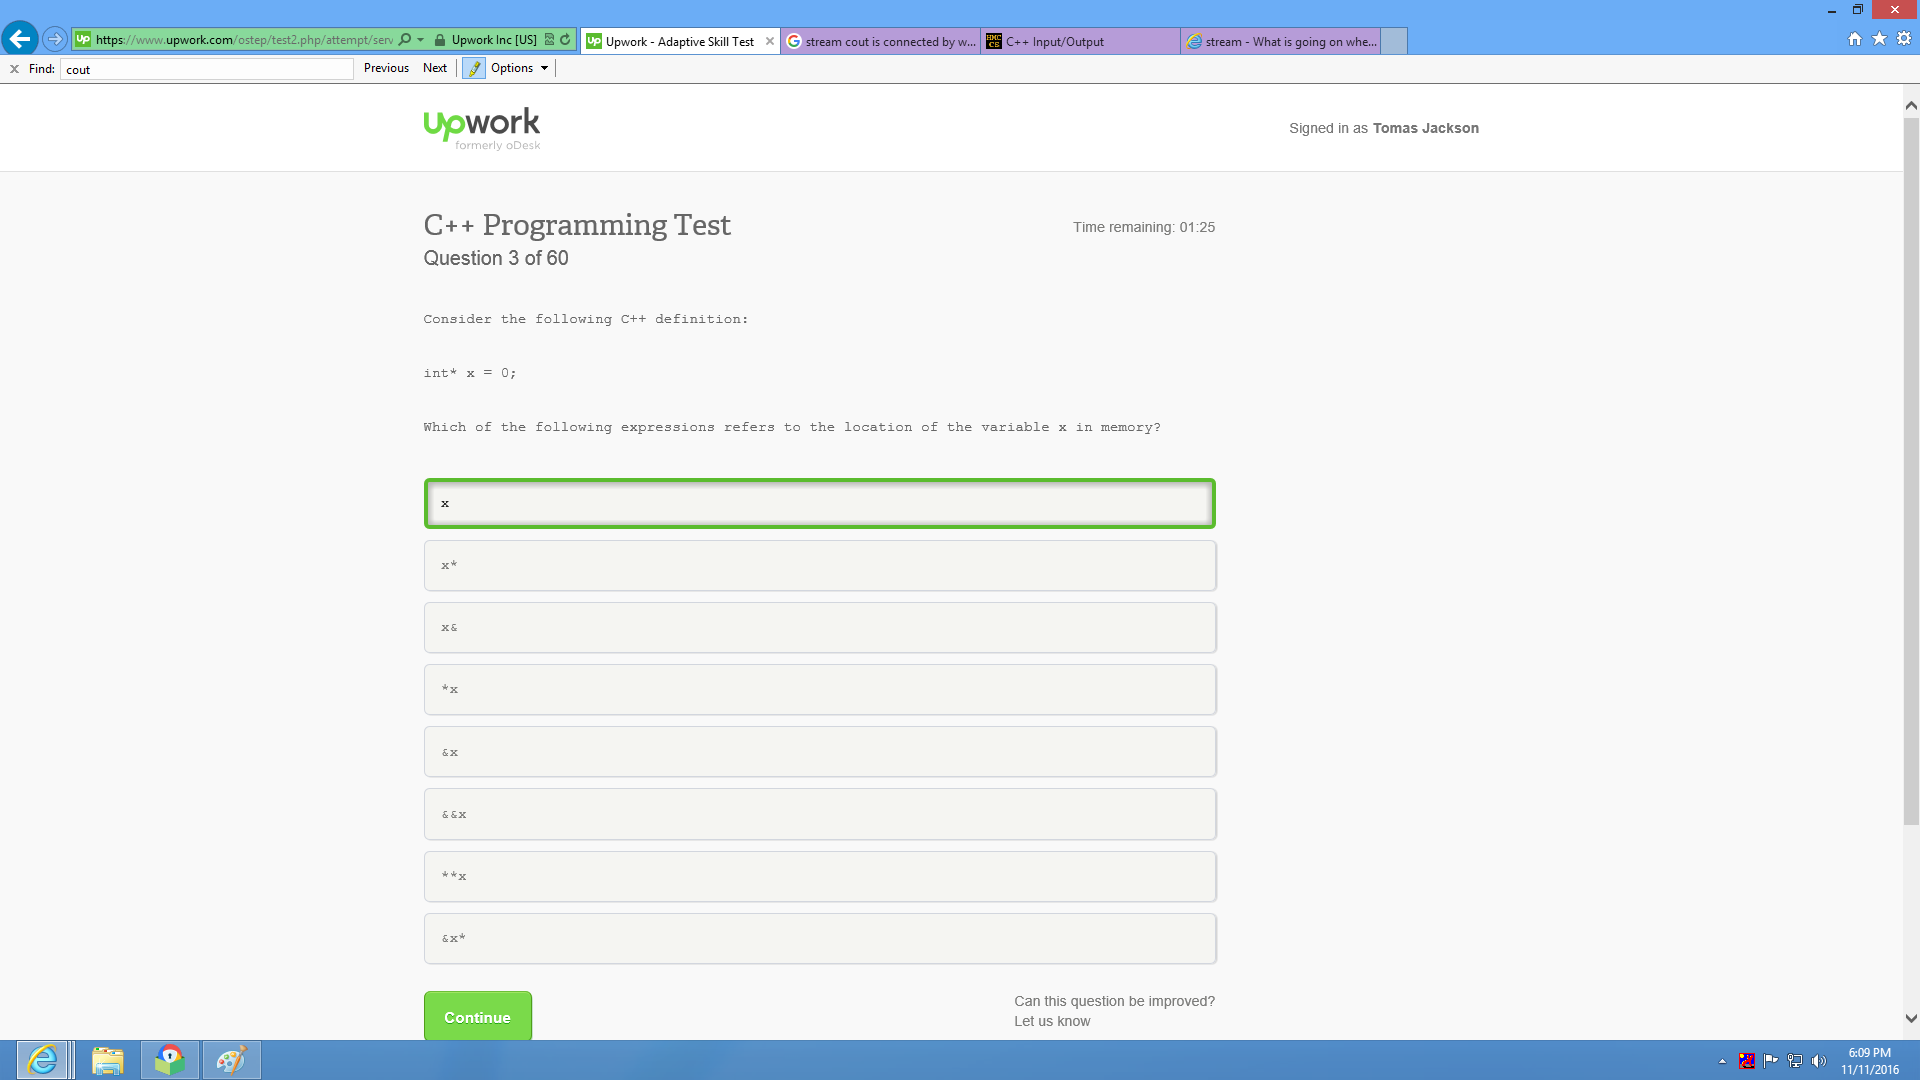 https://www.upwork.com/ostep/test2.php/attempt/serv
Upwork Inc [US]
Upwork - Adaptive Skill Test
stream cout is connected by w...
C++ Input/Output
stream - What is going on whe...
x Find: cout Previous Next Options
upwork
formerly oDesk
Signed in as Tomas Jackson
C++ Programming Test
Time remaining: 01:25
Question 3 of 60
Consider the following C++ definition:
int* x = 0;
Which of the following expressions refers to the location of the variable x in memory?
x
x*
x&
*x
&x
&&x
**x
&x*
Continue
Can this question be improved?
Let us know
6:09 PM
11/11/2016